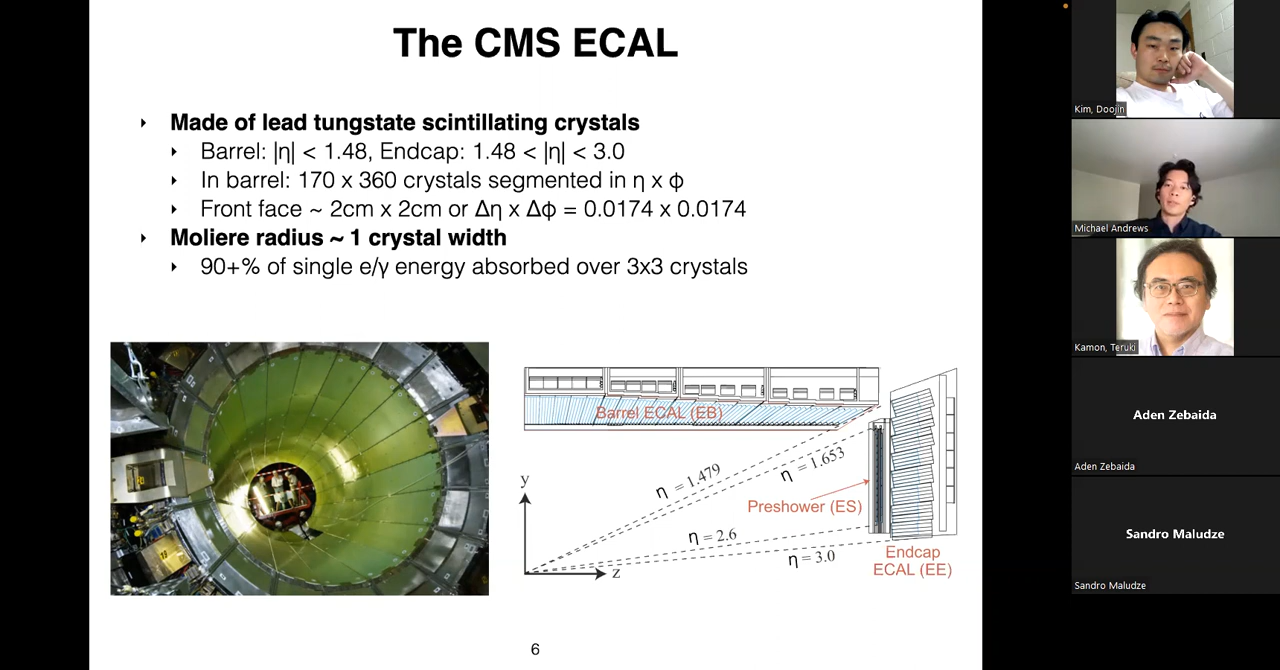 The CMS ECAL
Made of lead tungstate scintillating crystals
Barrel: |η| < 1.48, Endcap: 1.48 < |η| < 3.0
In barrel: 170 x 360 crystals segmented in η x φ
Front face ~ 2cm x 2cm or Δη x Δφ = 0.0174 x 0.0174
Moliere radius ~ 1 crystal width
90+% of single e/γ energy absorbed over 3x3 crystals
Barrel ECAL (EB)
y
η = 1.479
η = 1.653
Preshower (ES)
η = 2.6
η = 3.0
z
Endcap
ECAL (EE)
6
Kim, Doojin
Michael Andrews
Kamon, Teruki
Aden Zebaida
Aden Zebaida
Sandro Maludze
Sandro Maludze